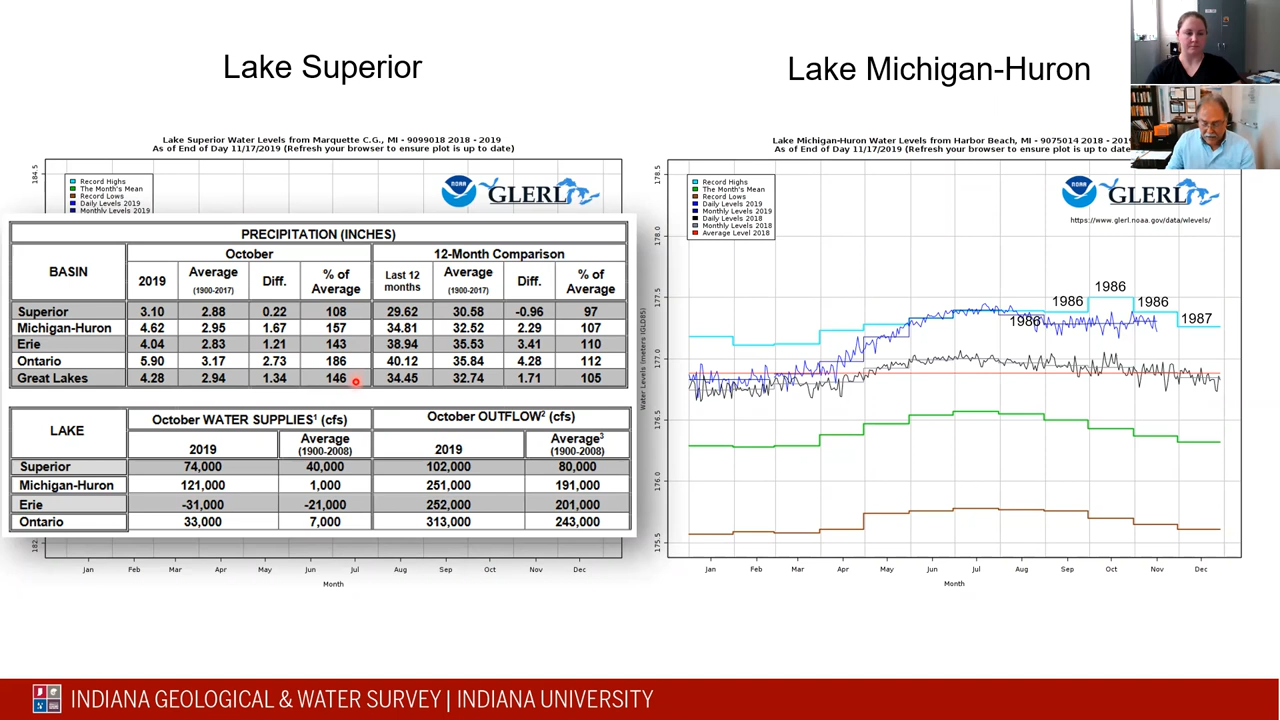 Lake Superior
Lake Michigan-Huron
Lake Superior Water Levels from Marquette C.G., MI - 9099018 2018 - 2019
As of End of Day 11/17/2019 (Refresh your browser to ensure plot is up to date)
184.5
Record Highs
The Month's Mean
Record Lows
Daily Levels 2019
Monthly Levels 2019
NOAA
GLERL
PRECIPITATION (INCHES)
BASIN October 12-Month Comparison
2019 Average (1900-2017) Diff. % of Average Last 12 months Average (1900-2017) Diff. % of Average
Superior 3.10 2.88 0.22 108 29.62 30.58 -0.96 97
Michigan-Huron 4.62 2.95 1.67 157 34.81 32.52 2.29 107
Erie 4.04 2.83 1.21 143 38.94 35.53 3.41 110
Ontario 5.90 3.17 2.73 186 40.12 35.84 4.28 112
Great Lakes 4.28 2.94 1.34 146 34.45 32.74 1.71 105
LAKE October WATER SUPPLIES¹ (cfs) October OUTFLOW² (cfs)
2019 Average (1900-2008) 2019 Average³ (1900-2008)
Superior 74,000 40,000 102,000 80,000
Michigan-Huron 121,000 1,000 251,000 191,000
Erie -31,000 -21,000 252,000 201,000
Ontario 33,000 7,000 313,000 243,000
Jan Feb Mar Apr May Jun Jul Aug Sep Oct Nov Dec
Month
Lake Michigan-Huron Water Levels from Harbor Beach, MI - 9075014 2018 -
As of End of Day 11/17/2019 (Refresh your browser to ensure plot is up to date
Record Highs
The Month's Mean
Record Lows
Daily Levels 2019
Monthly Levels 2019
Daily Levels 2018
Monthly Levels 2018
Average Level 2018
NOAA
GLERL
https://www.glerl.noaa.gov/data/wlevels/
Water Levels (meters IGLD85)
178.5
178.0
177.5
177.0
176.5
176.0
175.5
1986
1986
1986
1986
1987
Jan Feb Mar Apr May Jun Jul Aug Sep Oct Nov Dec
Month
INDIANA GEOLOGICAL & WATER SURVEY | INDIANA UNIVERSITY